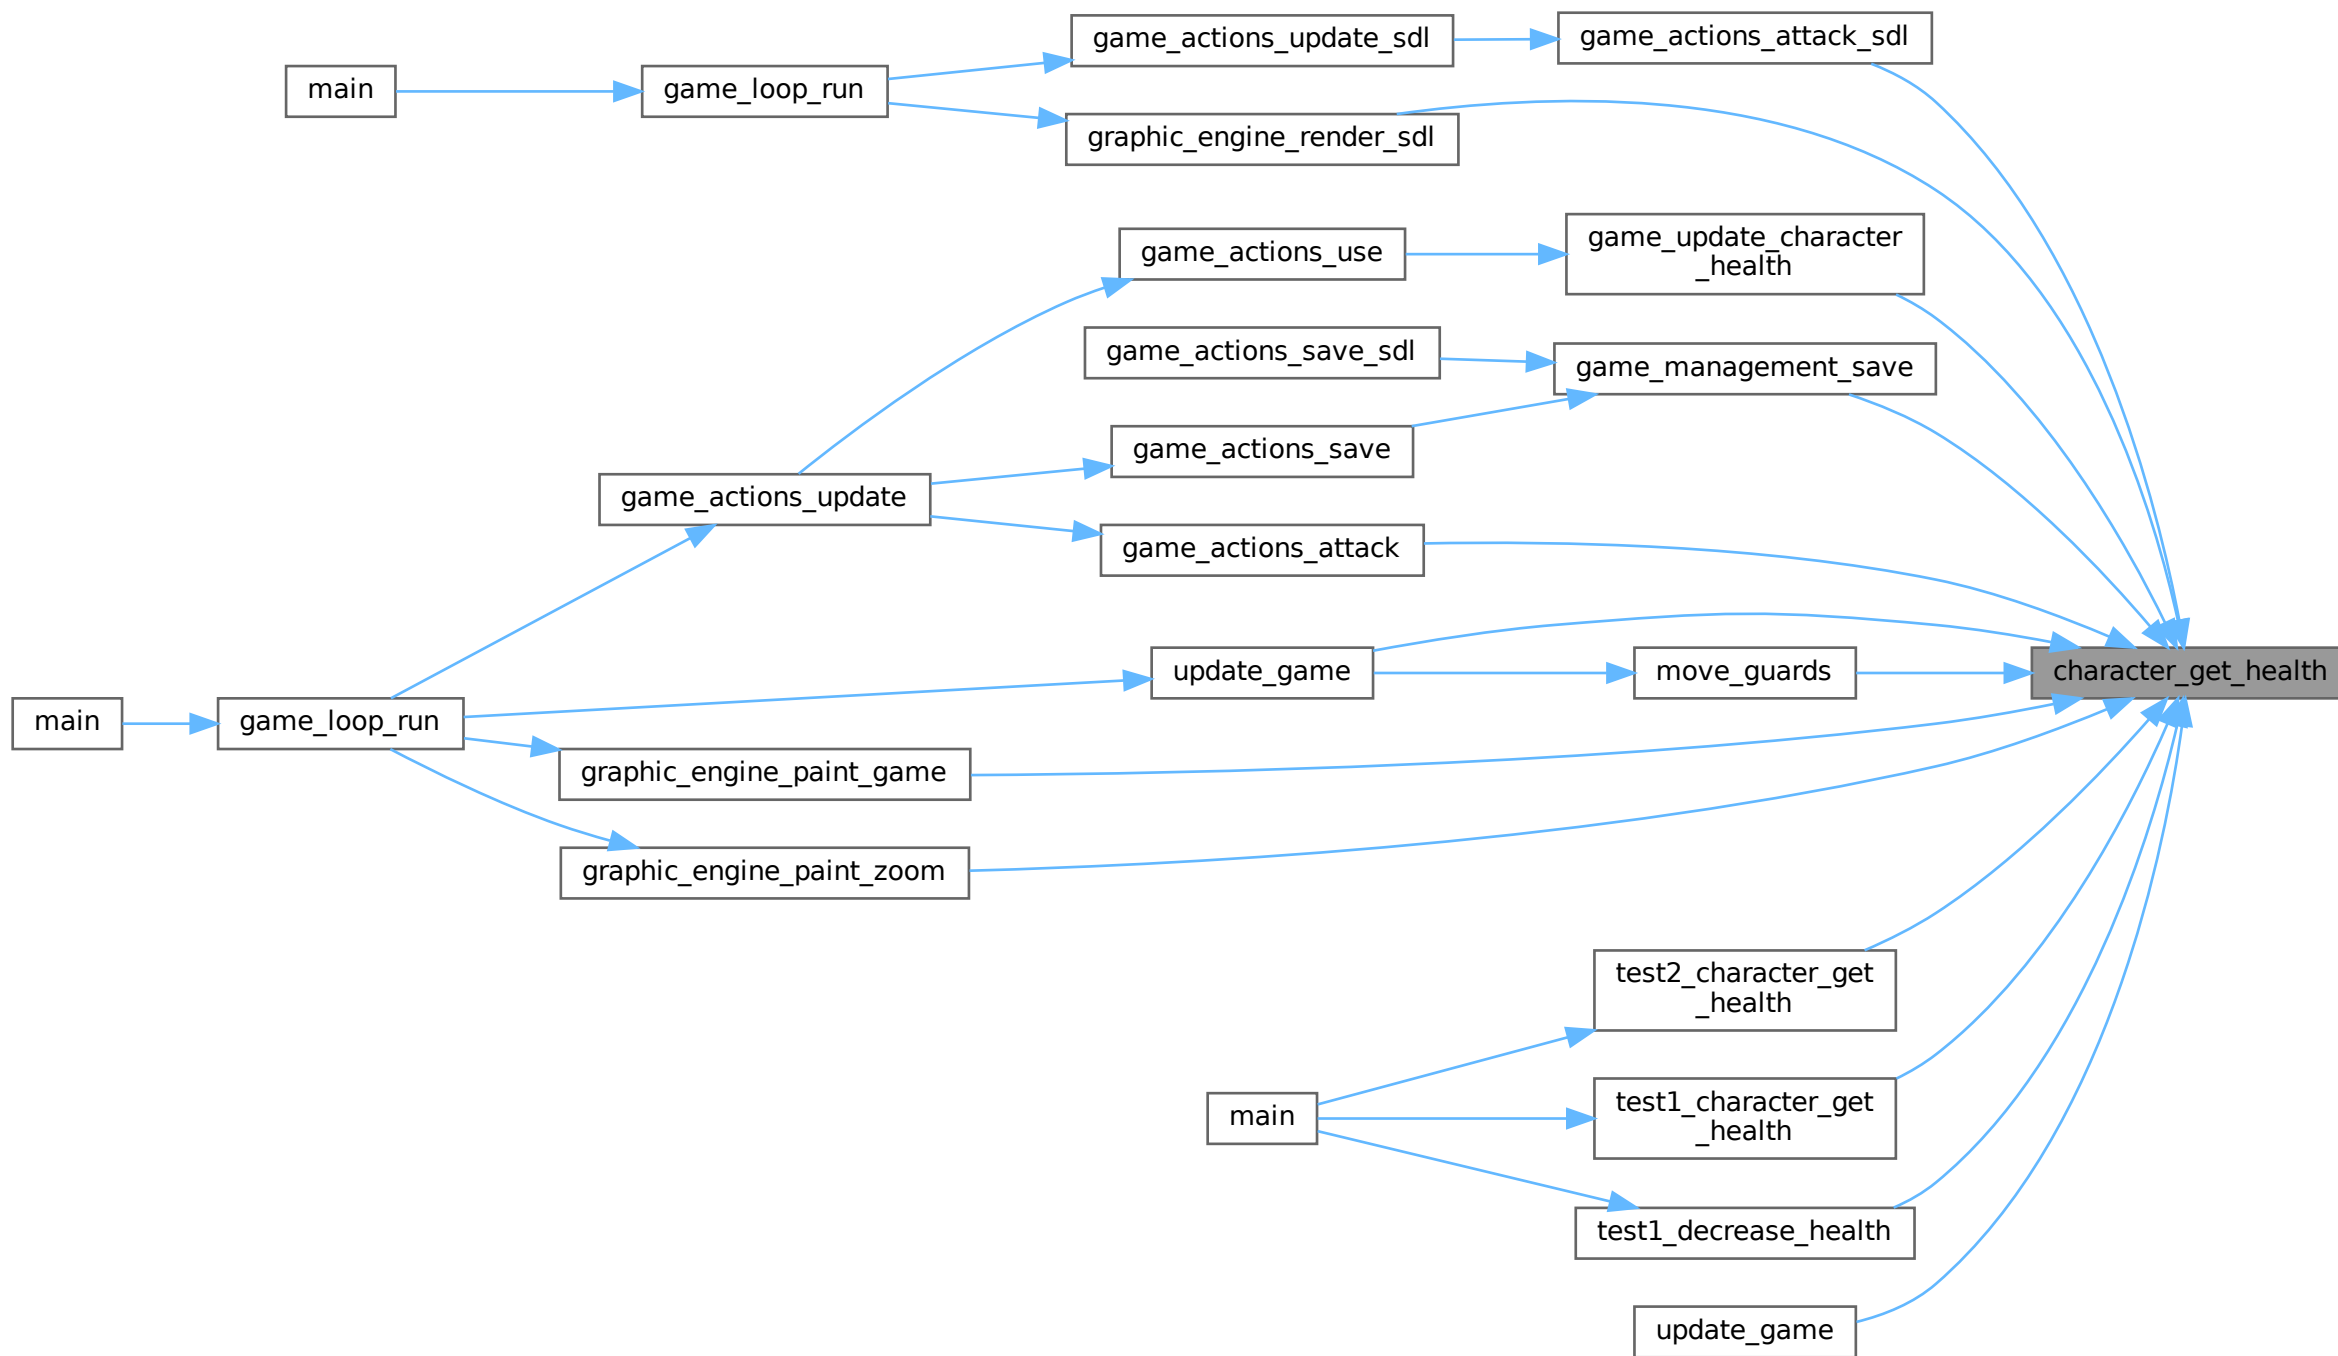 game_actions_update_sdl
game_actions_attack_sdl
main
game_loop_run
graphic_engine_render_sdl
game_actions_use
game_update_character
_health
game_actions_save_sdl
game_management_save
game_actions_save
game_actions_update
game_actions_attack
update_game
move_guards
character_get_health
main
game_loop_run
graphic_engine_paint_game
graphic_engine_paint_zoom
test2_character_get
_health
main
test1_character_get
_health
test1_decrease_health
update_game